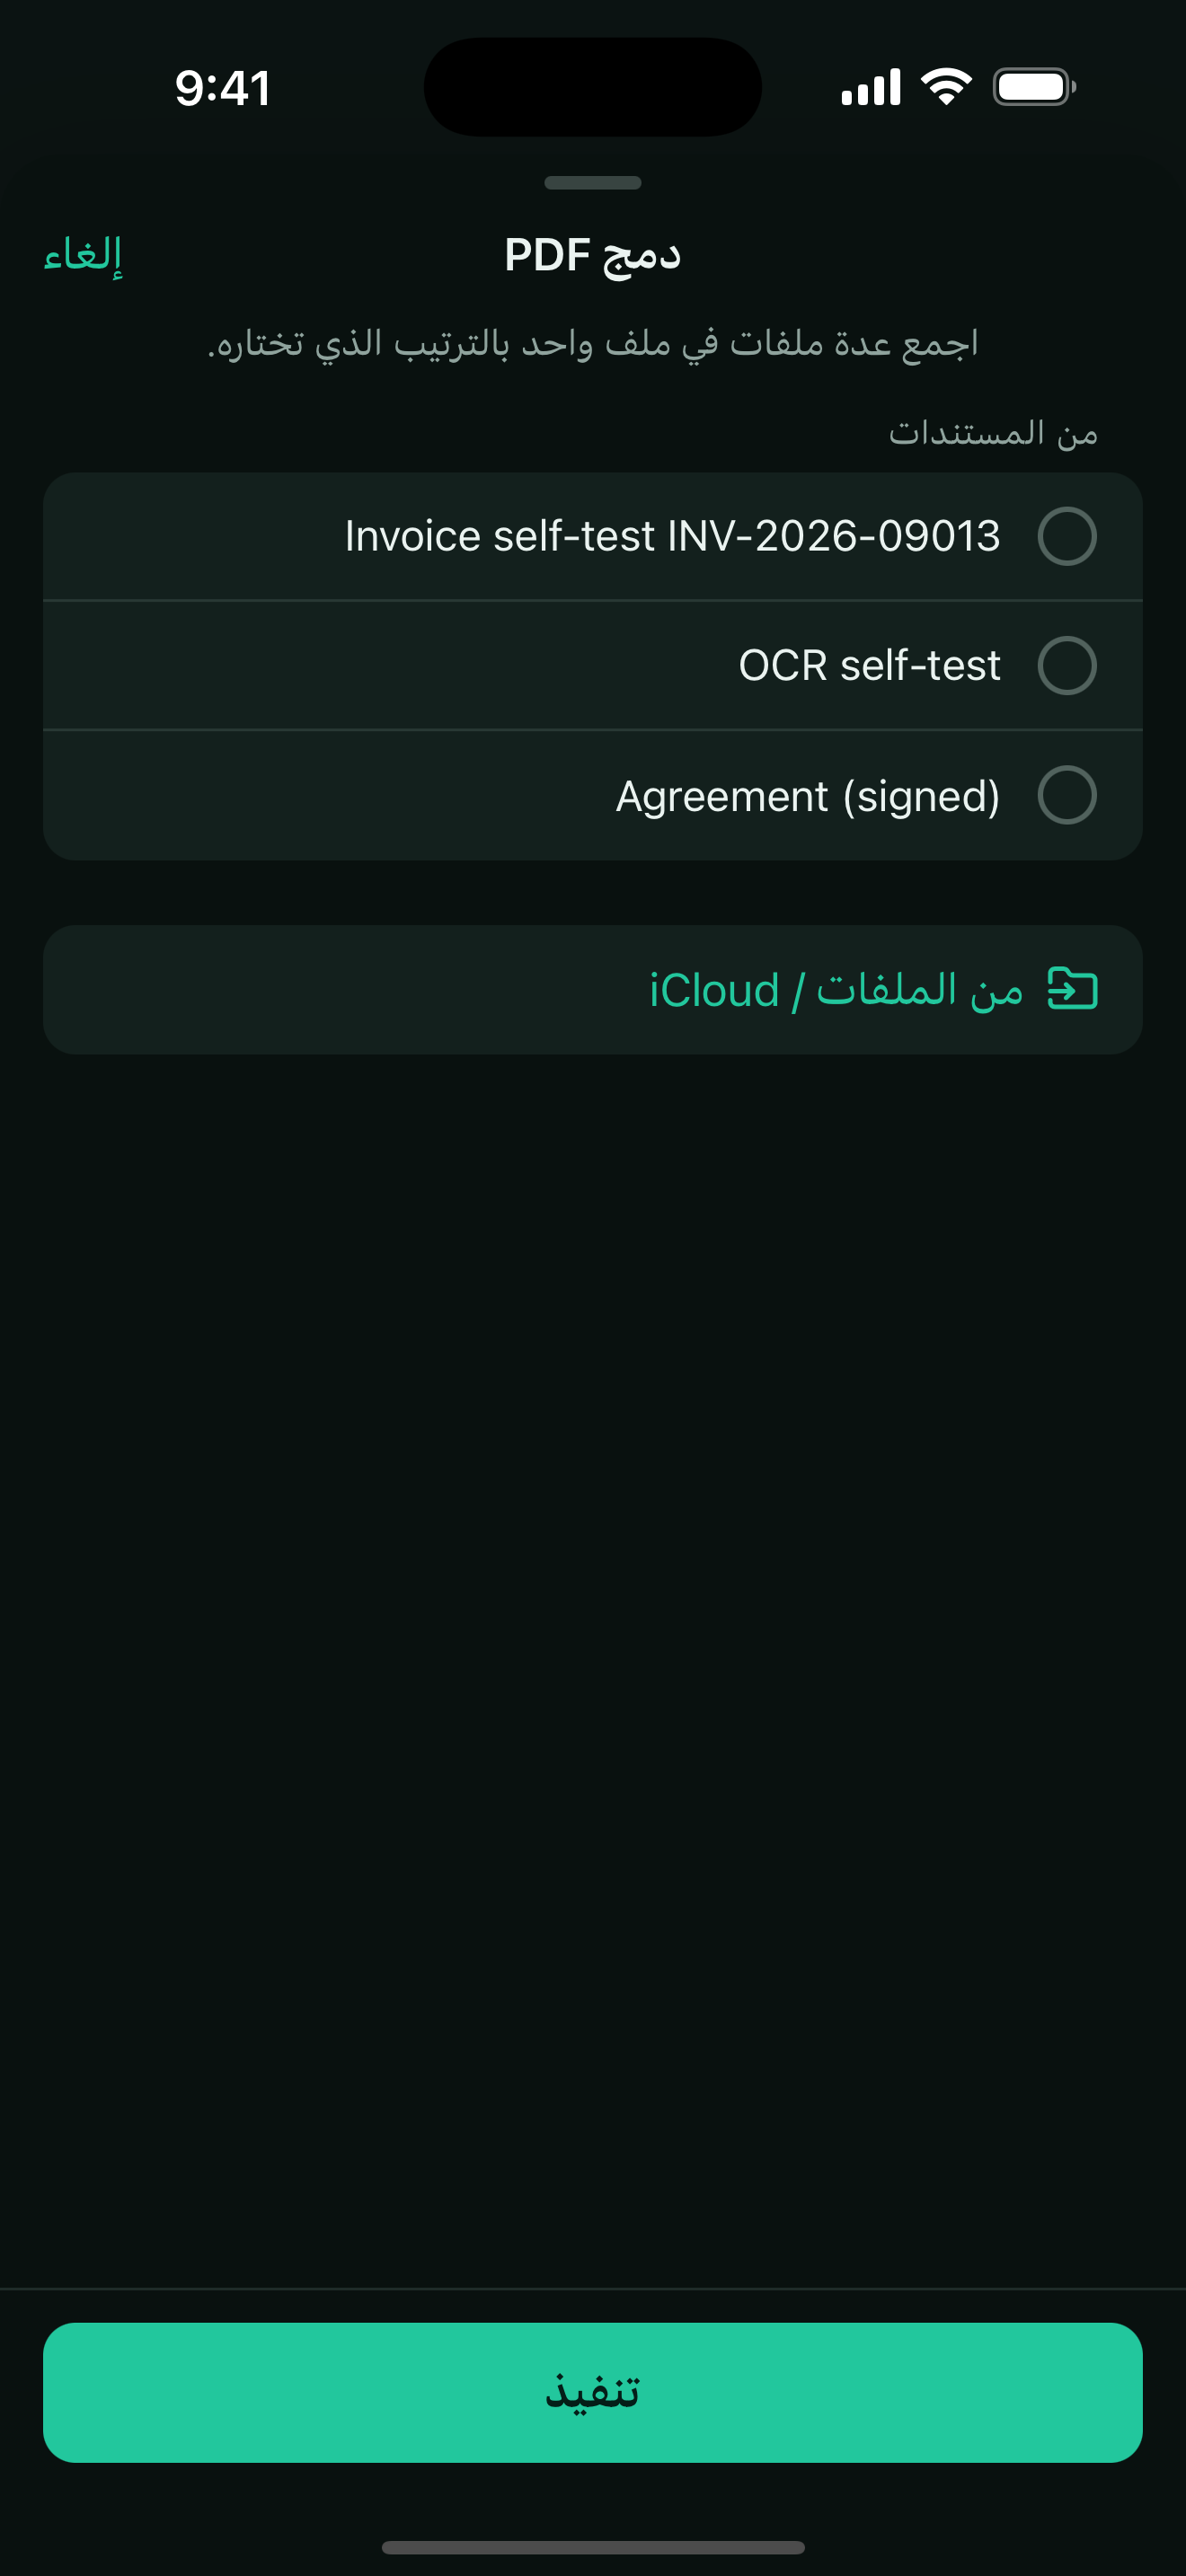 9:41
إلغاء
دمج PDF
اجمع عدة ملفات في ملف واحد بالترتيب الذي تختاره.
من المستندات
Invoice self-test INV-2026-09013
OCR self-test
Agreement (signed)
من الملفات / iCloud
تنفيذ